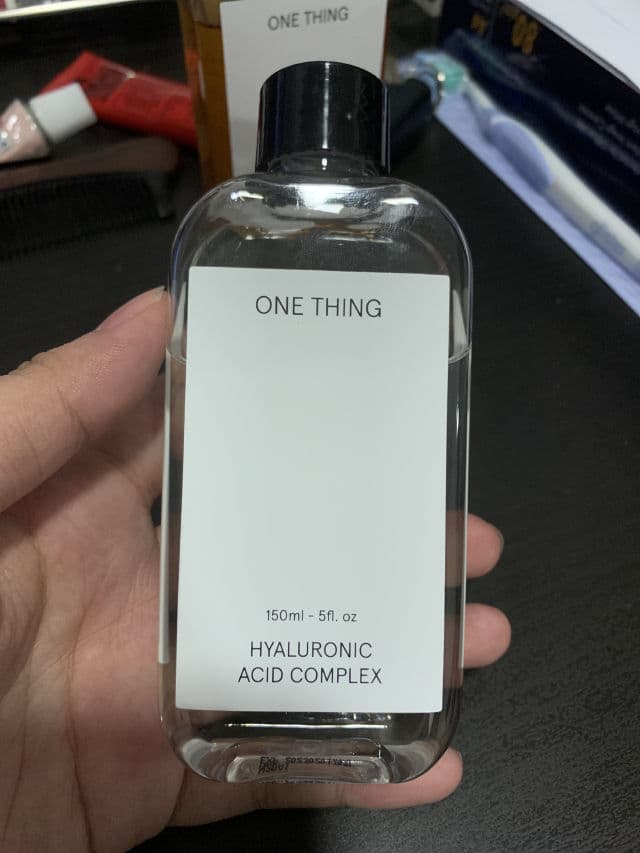 ONE THING
ONE THING
150ml - 5fl. oz
HYALURONIC
ACID COMPLEX